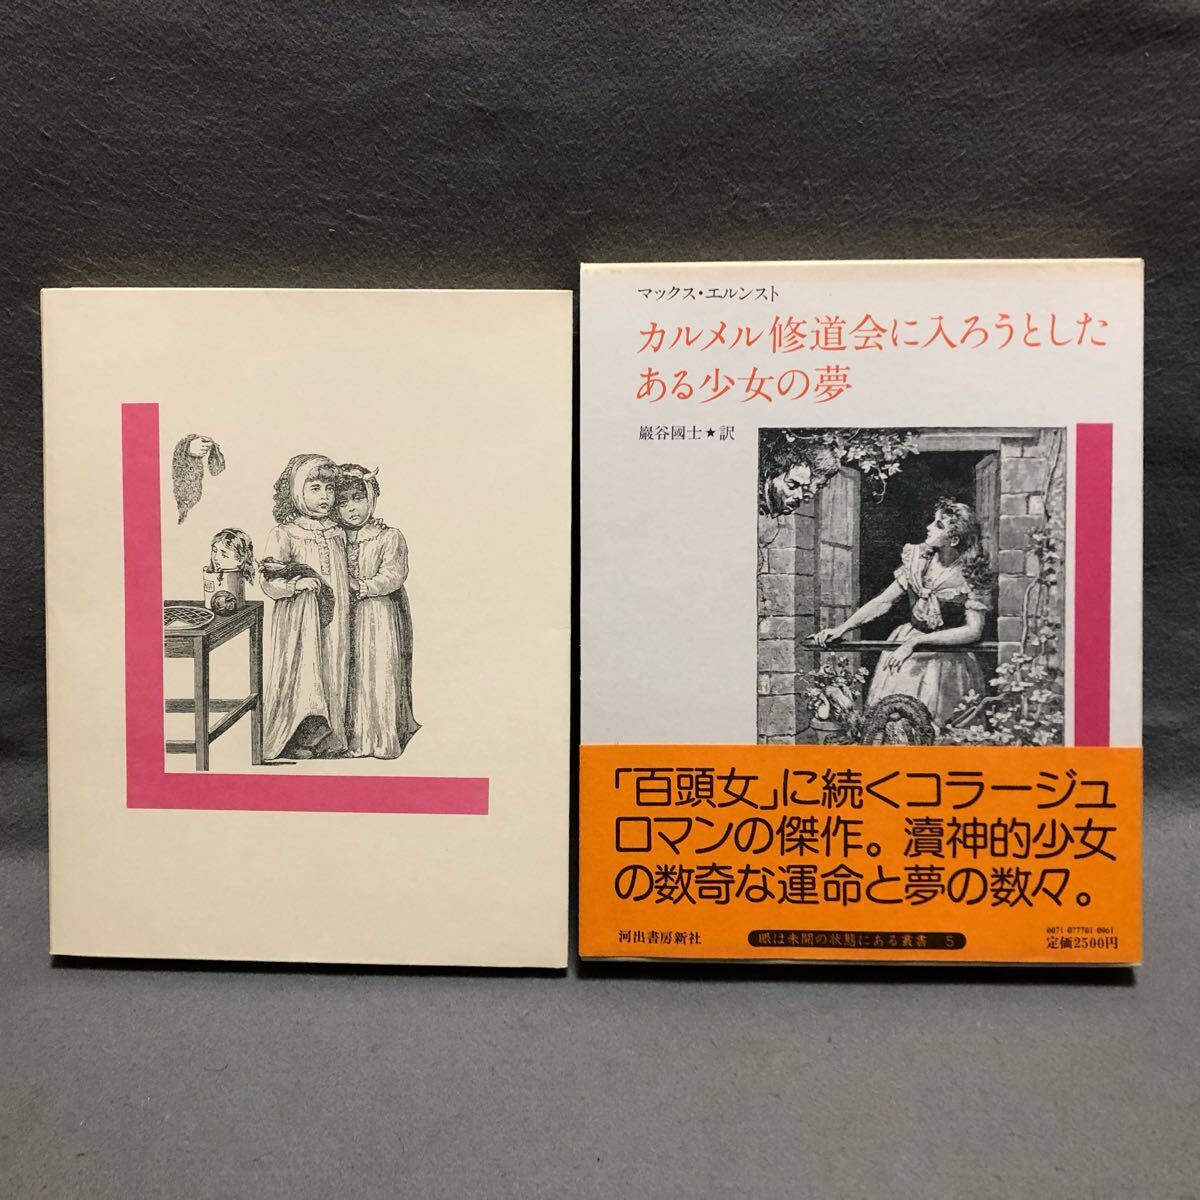 マックス・エルンスト
カルメル修道会に入ろうとした
ある少女の夢
巖谷國士★訳
「百頭女」に続くコラージュ
ロマンの傑作。瀆神的少女
の数奇な運命と夢の数々。
河出書房新社
眼は未開の状態にある叢書 5
0071-077781-0961
定価2500円